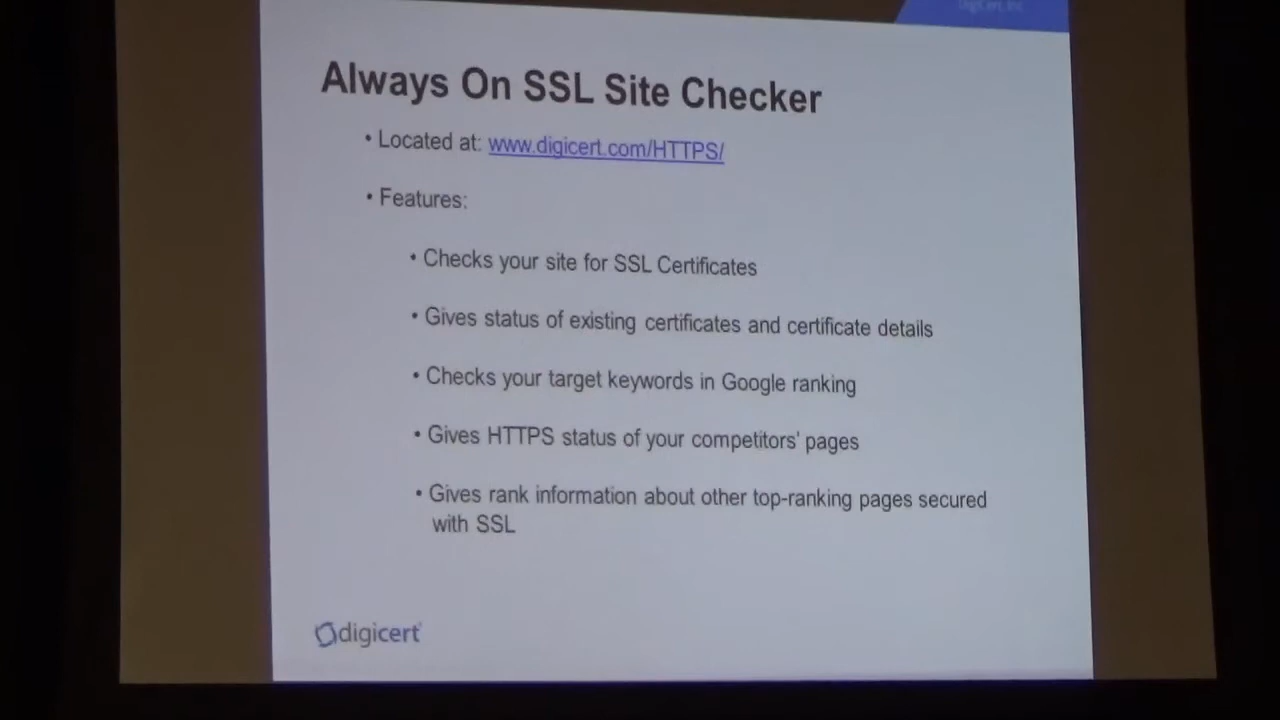 DigiCert, Inc.
Always On SSL Site Checker
• Located at: www.digicert.com/HTTPS/
• Features:
• Checks your site for SSL Certificates
• Gives status of existing certificates and certificate details
• Checks your target keywords in Google ranking
• Gives HTTPS status of your competitors' pages
• Gives rank information about other top-ranking pages secured
with SSL
digicert